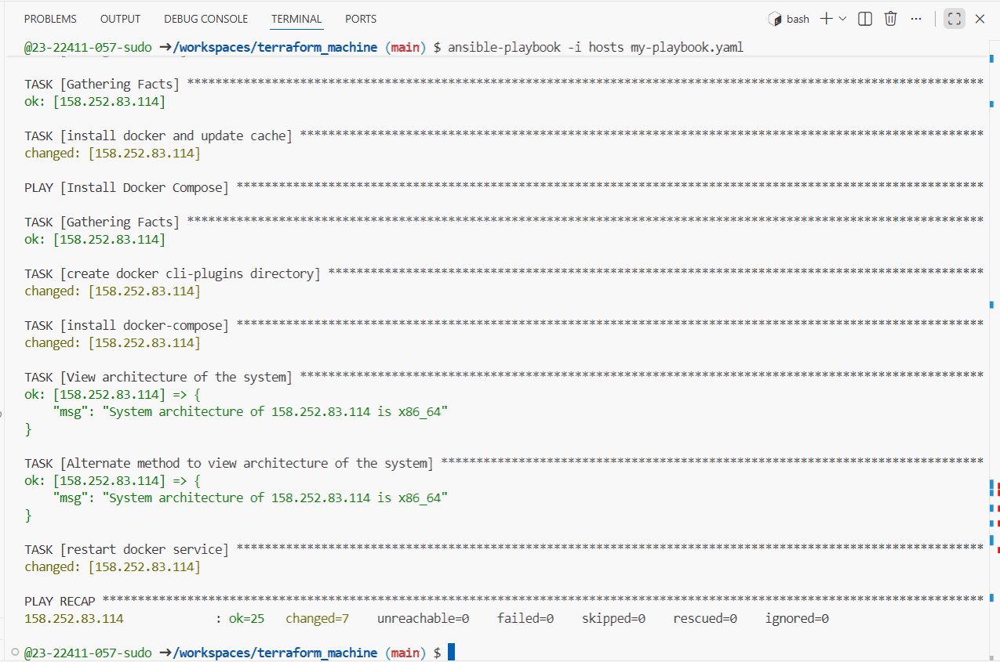 PROBLEMS OUTPUT DEBUG CONSOLE TERMINAL PORTS bash
@23-22411-057-sudo ➔/workspaces/terraform_machine (main) $ ansible-playbook -i hosts my-playbook.yaml
TASK [Gathering Facts] *****************************************************************************************************************
ok: [158.252.83.114]
TASK [install docker and update cache] *************************************************************************************************
changed: [158.252.83.114]
PLAY [Install Docker Compose] **********************************************************************************************************
TASK [Gathering Facts] *****************************************************************************************************************
ok: [158.252.83.114]
TASK [create docker cli-plugins directory] *********************************************************************************************
changed: [158.252.83.114]
TASK [install docker-compose] **********************************************************************************************************
changed: [158.252.83.114]
TASK [View architecture of the system] *************************************************************************************************
ok: [158.252.83.114] => {
    "msg": "System architecture of 158.252.83.114 is x86_64"
}
TASK [Alternate method to view architecture of the system] *****************************************************************************
ok: [158.252.83.114] => {
    "msg": "System architecture of 158.252.83.114 is x86_64"
}
TASK [restart docker service] **********************************************************************************************************
changed: [158.252.83.114]
PLAY RECAP *****************************************************************************************************************************
158.252.83.114             : ok=25   changed=7    unreachable=0    failed=0    skipped=0    rescued=0    ignored=0
@23-22411-057-sudo ➔/workspaces/terraform_machine (main) $